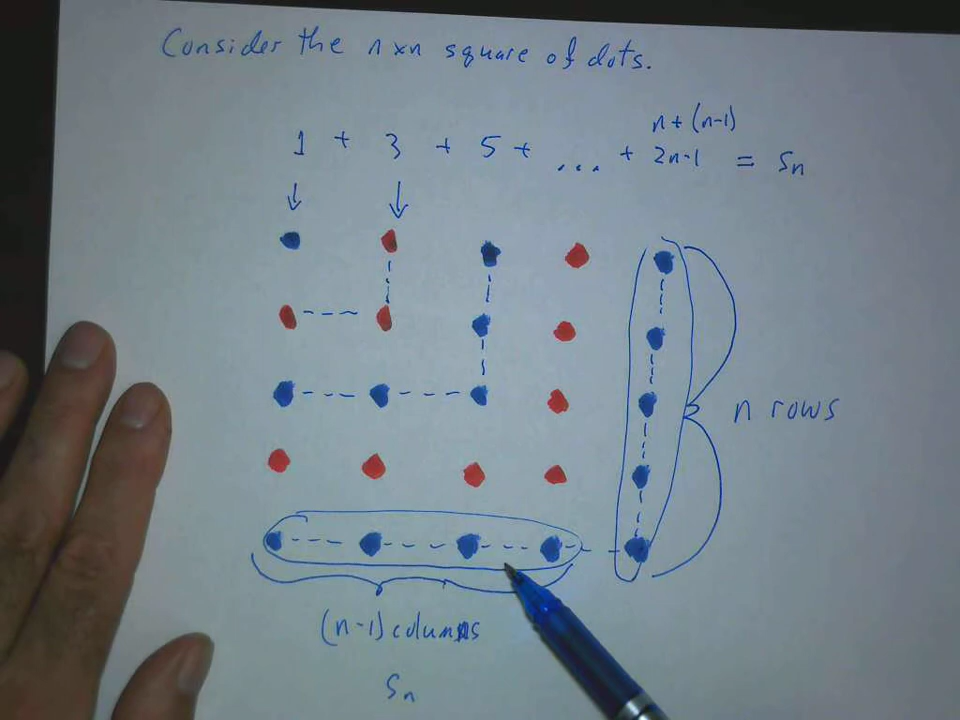 Consider the n×n square of dots.
n + (n-1)
1 + 3 + 5 + ... + 2n-1 = Sn
n rows
(n-1) columns
Sn